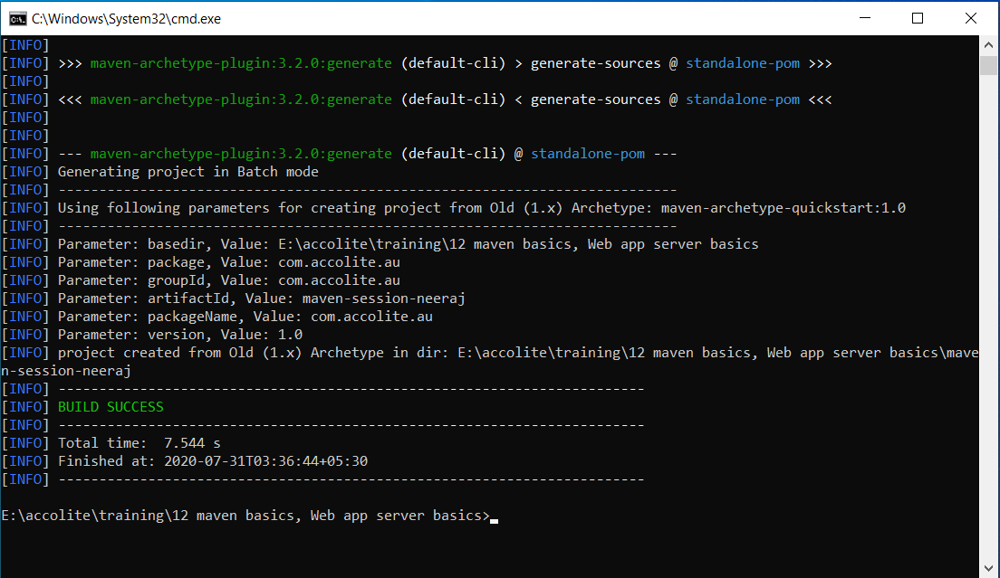 C:\Windows\System32\cmd.exe
[INFO]
[INFO] >>> maven-archetype-plugin:3.2.0:generate (default-cli) > generate-sources @ standalone-pom >>>
[INFO]
[INFO] <<< maven-archetype-plugin:3.2.0:generate (default-cli) < generate-sources @ standalone-pom <<<
[INFO]
[INFO]
[INFO] --- maven-archetype-plugin:3.2.0:generate (default-cli) @ standalone-pom ---
[INFO] Generating project in Batch mode
[INFO] ----------------------------------------------------------------------------
[INFO] Using following parameters for creating project from Old (1.x) Archetype: maven-archetype-quickstart:1.0
[INFO] ----------------------------------------------------------------------------
[INFO] Parameter: basedir, Value: E:\accolite\training\12 maven basics, Web app server basics
[INFO] Parameter: package, Value: com.accolite.au
[INFO] Parameter: groupId, Value: com.accolite.au
[INFO] Parameter: artifactId, Value: maven-session-neeraj
[INFO] Parameter: packageName, Value: com.accolite.au
[INFO] Parameter: version, Value: 1.0
[INFO] project created from Old (1.x) Archetype in dir: E:\accolite\training\12 maven basics, Web app server basics\mave
n-session-neeraj
[INFO] ------------------------------------------------------------------------
[INFO] BUILD SUCCESS
[INFO] ------------------------------------------------------------------------
[INFO] Total time:  7.544 s
[INFO] Finished at: 2020-07-31T03:36:44+05:30
[INFO] ------------------------------------------------------------------------
E:\accolite\training\12 maven basics, Web app server basics>